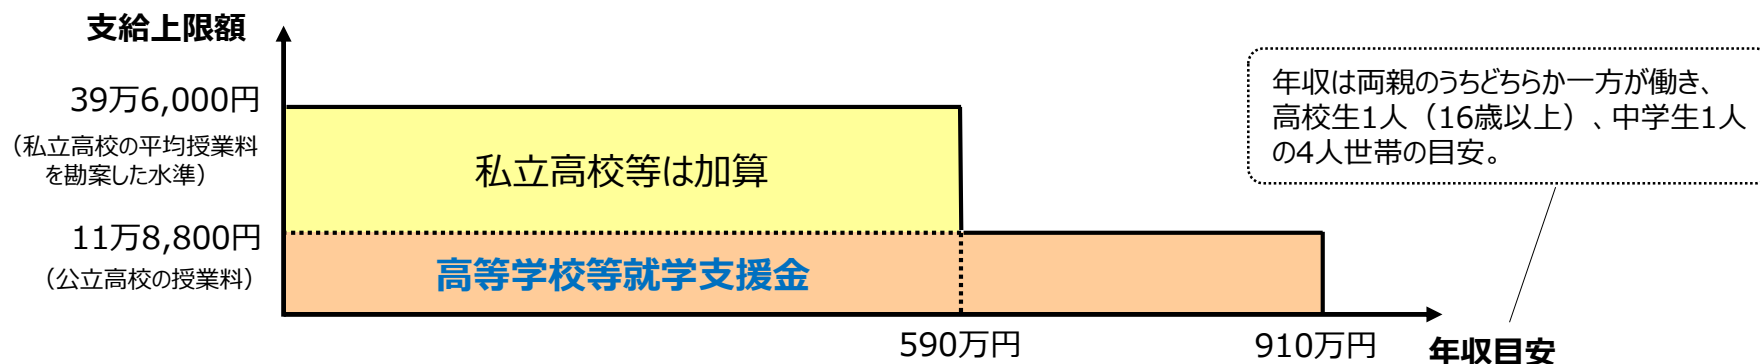 支給上限額
39万6,000円
（私立高校の平均授業料
を勘案した水準）
11万8,800円
（公立高校の授業料）
私立高校等は加算
高等学校等就学支援金
年収は両親のうちどちらか一方が働き、
高校生1人（16歳以上）、中学生1人
の4人世帯の目安。
590万円
910万円
年収目安